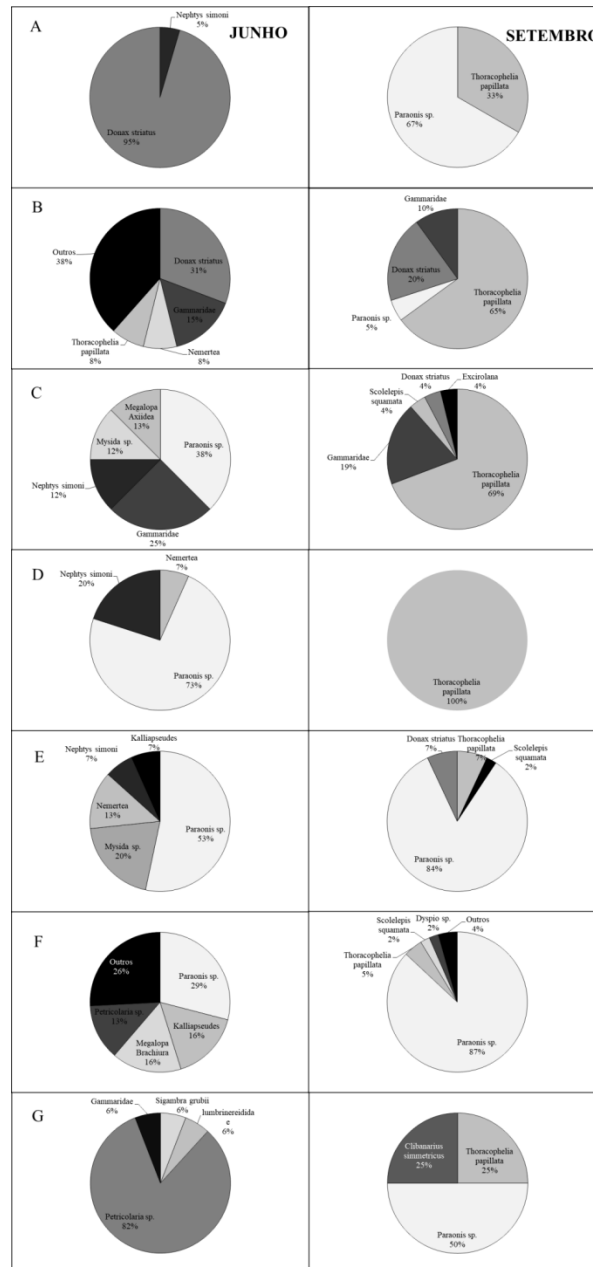 A
JUNHO
Nephtys simoni
5%
Donax striatus
95%
SETEMBRO
Thoracophelia
papillata
33%
Paraonis sp.
67%
B
Outros
38%
Donax striatus
31%
Gammaridae
15%
Nemertea
8%
Thoracophelia
papillata
8%
Gammaridae
10%
Donax striatus
20%
Paraonis sp.
5%
Thoracophelia
papillata
65%
C
Megalopa
Axiidea
13%
Mysida sp.
12%
Nephtys simoni
12%
Paraonis sp.
38%
Gammaridae
25%
Donax striatus
4%
Excirolana
4%
Scolelepis
squamata
4%
Gammaridae
19%
Thoracophelia
papillata
69%
D
Nephtys simoni
20%
Nemertea
7%
Paraonis sp.
73%
Thoracophelia
papillata
100%
E
Nephtys simoni
7%
Kalliapseudes
7%
Nemertea
13%
Mysida sp.
20%
Paraonis sp.
53%
Donax striatus
7%
Thoracophelia
papillata
7%
Scolelepis
squamata
2%
Paraonis sp.
84%
F
Outros
26%
Paraonis sp.
29%
Petricolaria sp.
13%
Megalopa
Brachiura
16%
Kalliapseudes
16%
Scolelepis
squamata
2%
Dyspio sp.
2%
Outros
4%
Thoracophelia
papillata
5%
Paraonis sp.
87%
G
Gammaridae
6%
Sigambra grubii
6%
lumbrinereidida
e
6%
Petricolaria sp.
82%
Clibanarius
simmetricus
25%
Thoracophelia
papillata
25%
Paraonis sp.
50%